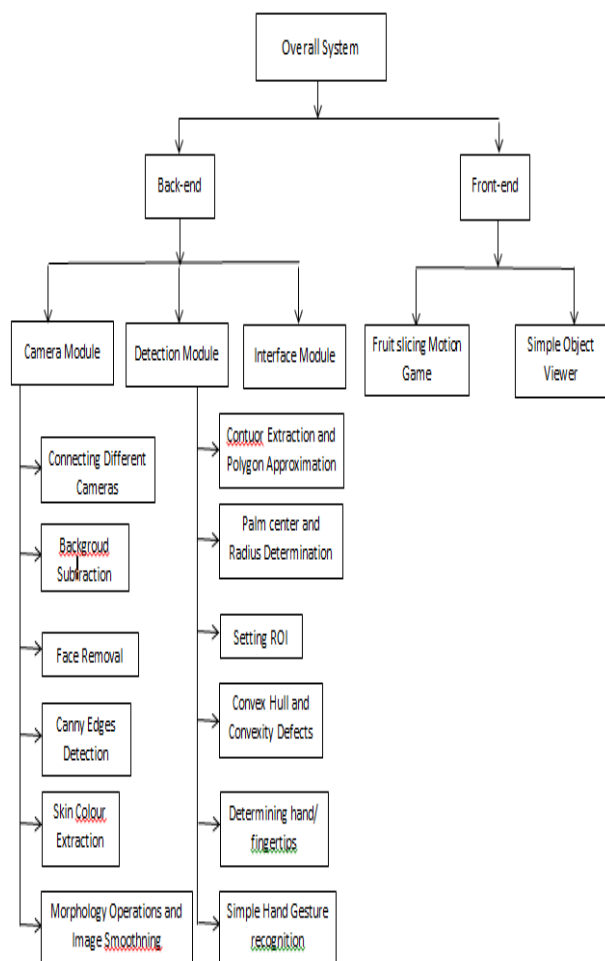 Overall System
Back-end
Front-end
Camera Module
Detection Module
Interface Module
Fruit slicing Motion
Game
Simple Object
Viewer
Connecting Different
Cameras
Backgroud
Subtraction
Face Removal
Canny Edges
Detection
Skin Colour
Extraction
Morphology Operations and
Image Smoothning
Contuor Extraction and
Polygon Approximation
Palm center and
Radius Determination
Setting ROI
Convex Hull and
Convexity Defects
Determining hand/
fingertips
Simple Hand Gesture
recognition